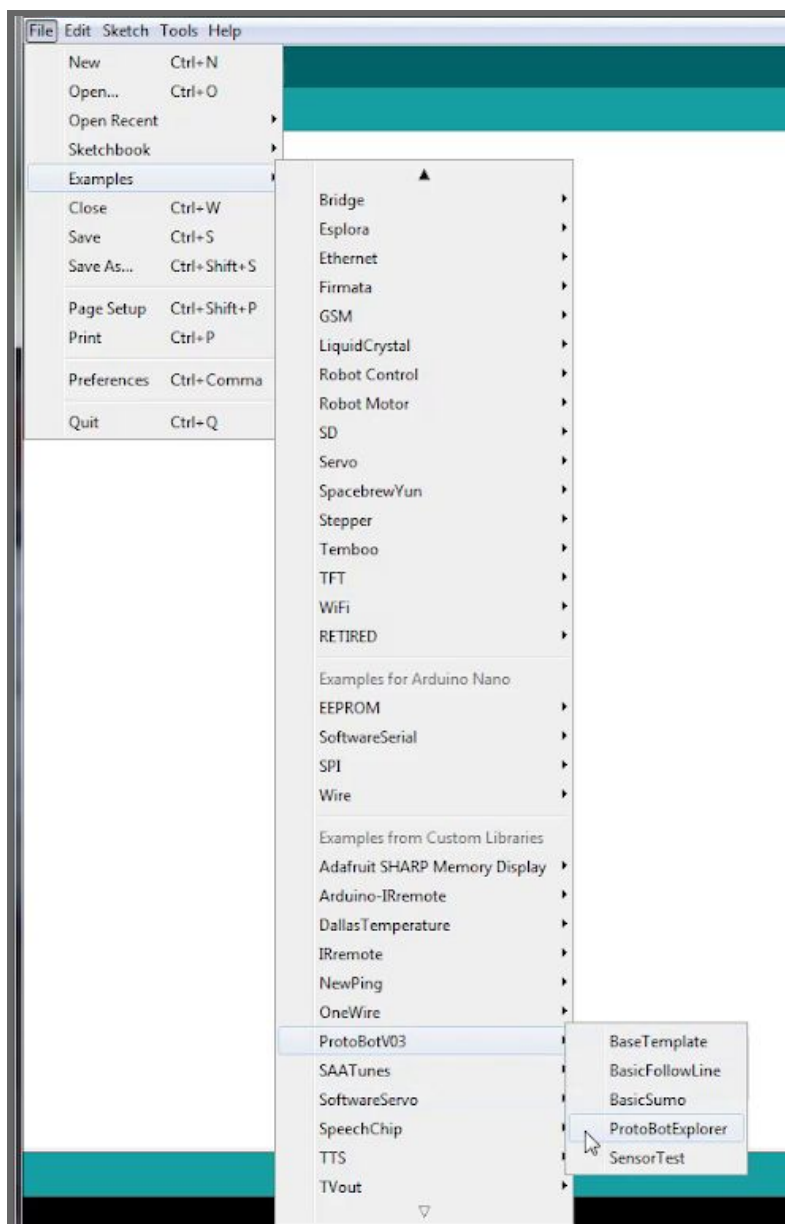 File Edit Sketch Tools Help
New Ctrl+N
Open... Ctrl+O
Open Recent
Sketchbook
Examples
Close Ctrl+W
Save Ctrl+S
Save As... Ctrl+Shift+S
Page Setup Ctrl+Shift+P
Print Ctrl+P
Preferences Ctrl+Comma
Quit Ctrl+Q
Bridge
Esplora
Ethernet
Firmata
GSM
LiquidCrystal
Robot Control
Robot Motor
SD
Servo
SpacebrewYun
Stepper
Temboo
TFT
WiFi
RETIRED
Examples for Arduino Nano
EEPROM
SoftwareSerial
SPI
Wire
Examples from Custom Libraries
Adafruit SHARP Memory Display
Arduino-IRremote
DallasTemperature
IRremote
NewPing
OneWire
ProtoBotV03
SAATunes
SoftwareServo
SpeechChip
TTS
TVout
BaseTemplate
BasicFollowLine
BasicSumo
ProtoBotExplorer
SensorTest